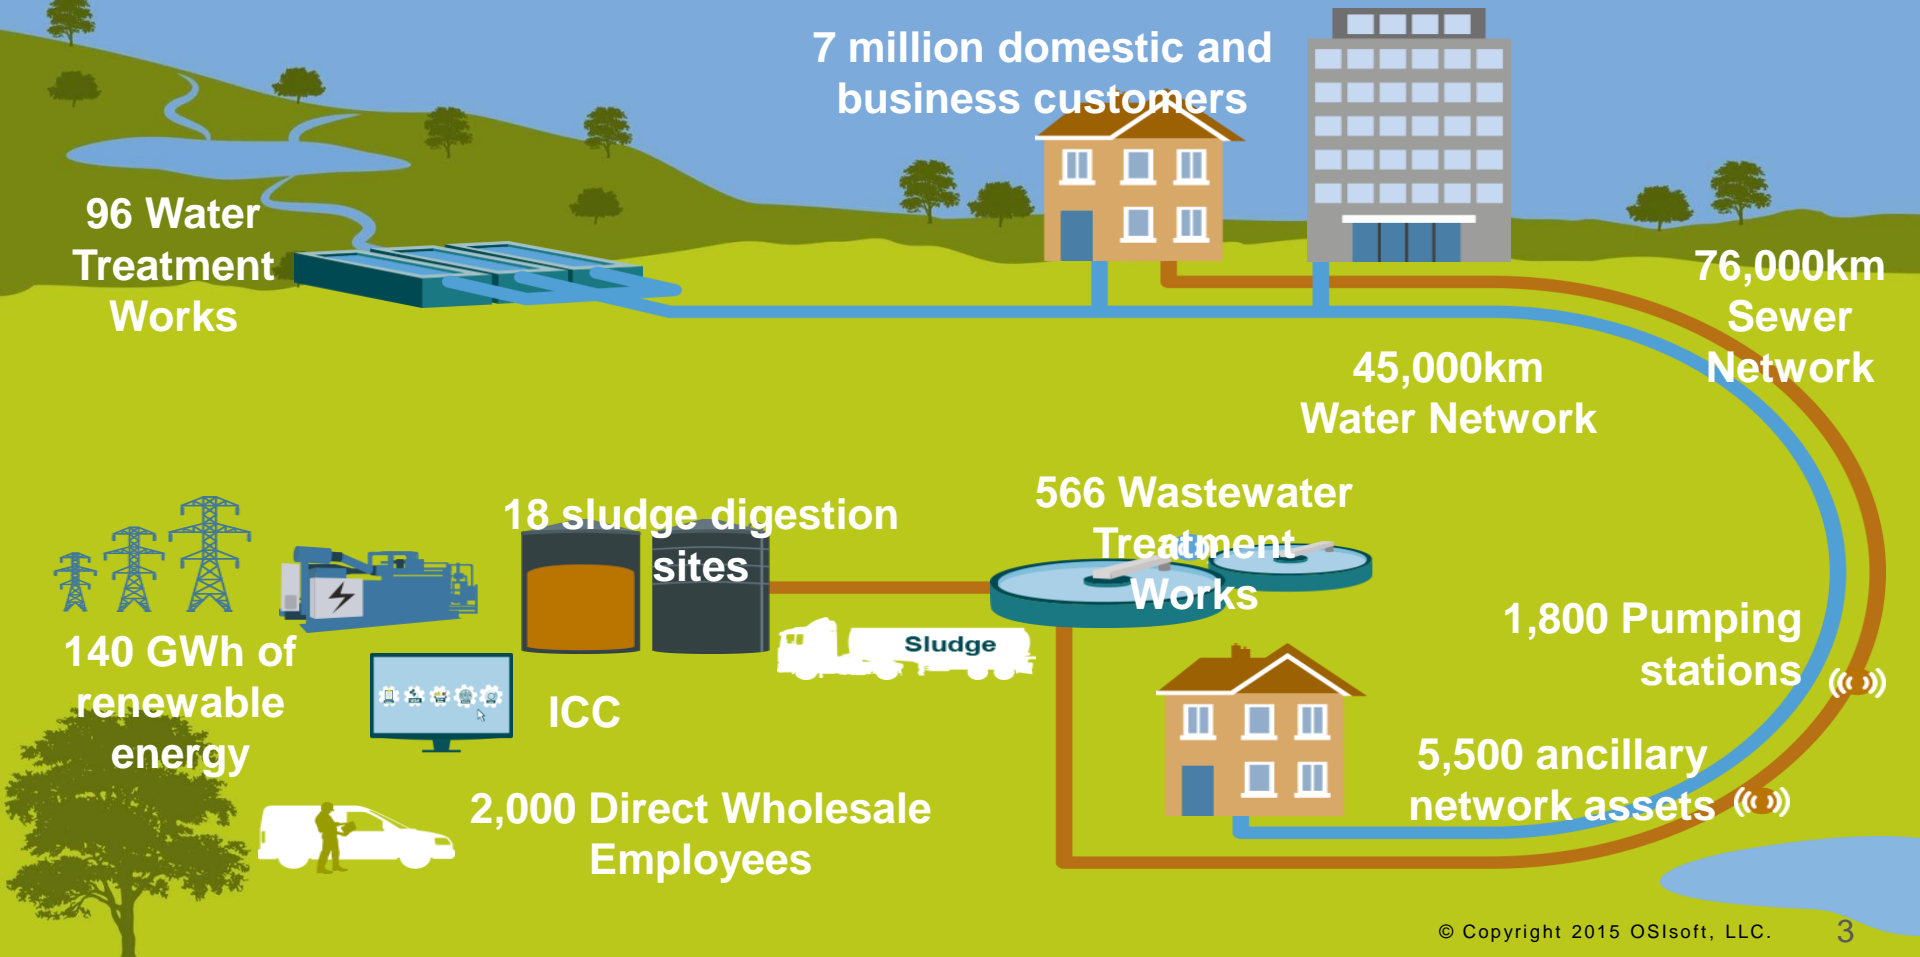 7 million domestic and
business customers
96 Water
Treatment
Works
76,000km
Sewer
Network
45,000km
Water Network
566 Wastewater
Treatment
Works
18 sludge digestion
sites
Sludge
1,800 Pumping
stations
140 GWh of
renewable
energy
ICC
5,500 ancillary
network assets
2,000 Direct Wholesale
Employees
© Copyright 2015 OSIsoft, LLC.
3